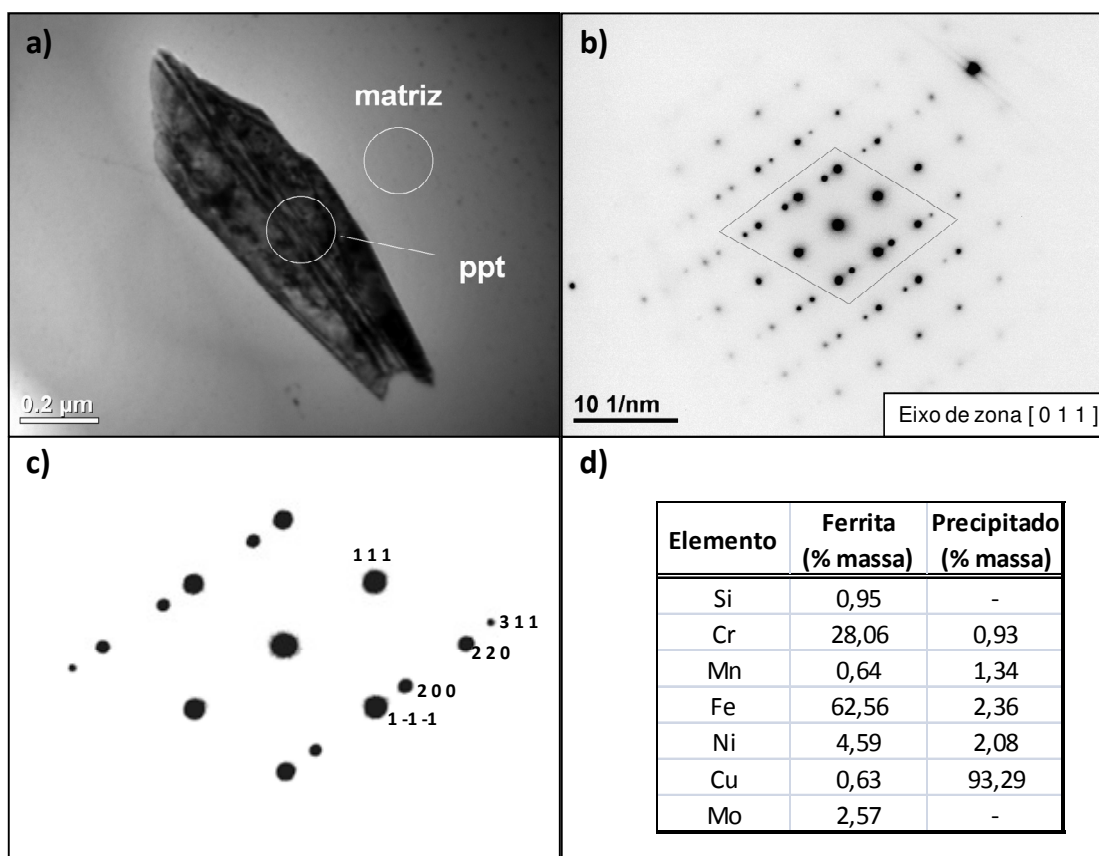 a)
matriz
ppt
0.2 µm
b)
10 1/nm
Eixo de zona [ 0 1 1 ]
c)
1 1 1
3 1 1
2 2 0
2 0 0
1 -1 -1
d)
Elemento Ferrita (% massa) Precipitado (% massa)
Si 0,95 -
Cr 28,06 0,93
Mn 0,64 1,34
Fe 62,56 2,36
Ni 4,59 2,08
Cu 0,63 93,29
Mo 2,57 -